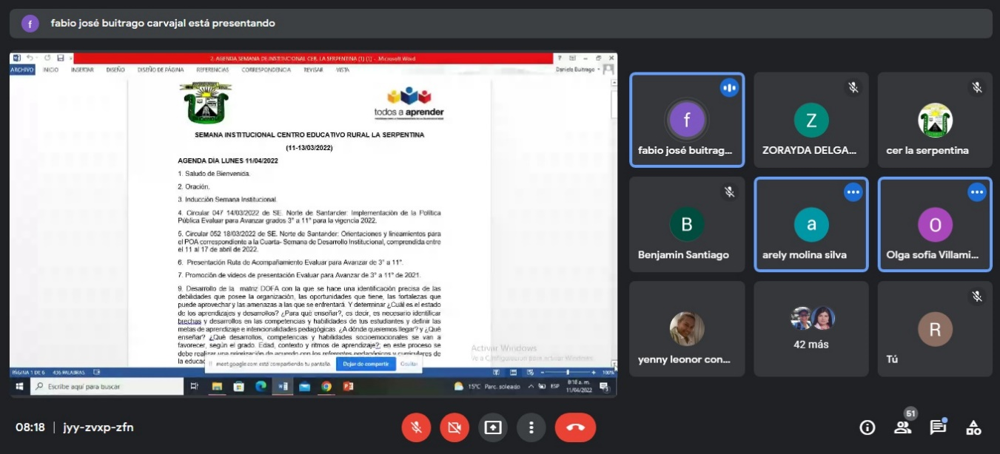 f fabio josé buitrago carvajal está presentando
2. AGENDA SEMANA DE INSTITUCIONAL CER. LA SERPENTINA [1] [1] - Microsoft Word
ARCHIVO INICIO INSERTAR DISEÑO DISEÑO DE PÁGINA REFERENCIAS CORRESPONDENCIA REVISAR VISTA Daniela Buitrago
todos a aprender
SEMANA INSTITUCIONAL CENTRO EDUCATIVO RURAL LA SERPENTINA
(11-13/03/2022)
AGENDA DIA LUNES 11/04/2022
1. Saludo de Bienvenida.
2. Oración.
3. Inducción Semana Institucional.
4. Circular 047 14/03/2022 de SE. Norte de Santander: Implementación de la Política
Pública Evaluar para Avanzar grados 3° a 11° para la vigencia 2022.
5. Circular 052 18/03/2022 de SE. Norte de Santander: Orientaciones y lineamientos para
el POA correspondiente a la Cuarta- Semana de Desarrollo Institucional, comprendida entre
el 11 al 17 de abril de 2022.
6. Presentación Ruta de Acompañamiento Evaluar para Avanzar de 3° a 11°.
7. Promoción de videos de presentación Evaluar para Avanzar de 3° a 11° de 2021.
9. Desarrollo de la matriz DOFA con la que se hace una identificación precisa de las
debilidades que posee la organización, las oportunidades que tiene, las fortalezas que
puede aprovechar y las amenazas a las que se enfrentará. Y determinar ¿Cuál es el estado
de los aprendizajes y desarrollos? ¿Para qué enseñar?, es decir, es necesario identificar
brechas y desarrollos en las competencias y habilidades de tus estudiantes y definir las
metas de aprendizaje e intencionalidades pedagógicas. ¿A dónde queremos llegar? y ¿Qué
enseñar? ¿Qué desarrollos, competencias y habilidades socioemocionales se van a
favorecer, según el grado. Edad, contexto y ritmos de aprendizaje?; en este proceso se
debe realizar una priorización de acuerdo con los referentes pedagógicos y curriculares de
la educac
Activar Windows
Ve a Configuración para activar Windows.
meet.google.com está compartiendo tu pantalla. Dejar de compartir Ocultar
PÁGINA 1 DE 6 436 PALABRAS 100%
Escribe aquí para buscar 15°C Parc. soleado ESP 8:18 a. m.
11/04/2022
f
fabio josé buitrag...
Z
ZORAYDA DELGA...
cer la serpentina
B
Benjamin Santiago
a
arely molina silva
O
Olga sofia Villami...
yenny leonor con...
42 más
R
Tú
08:18 | jyy-zvxp-zfn
51